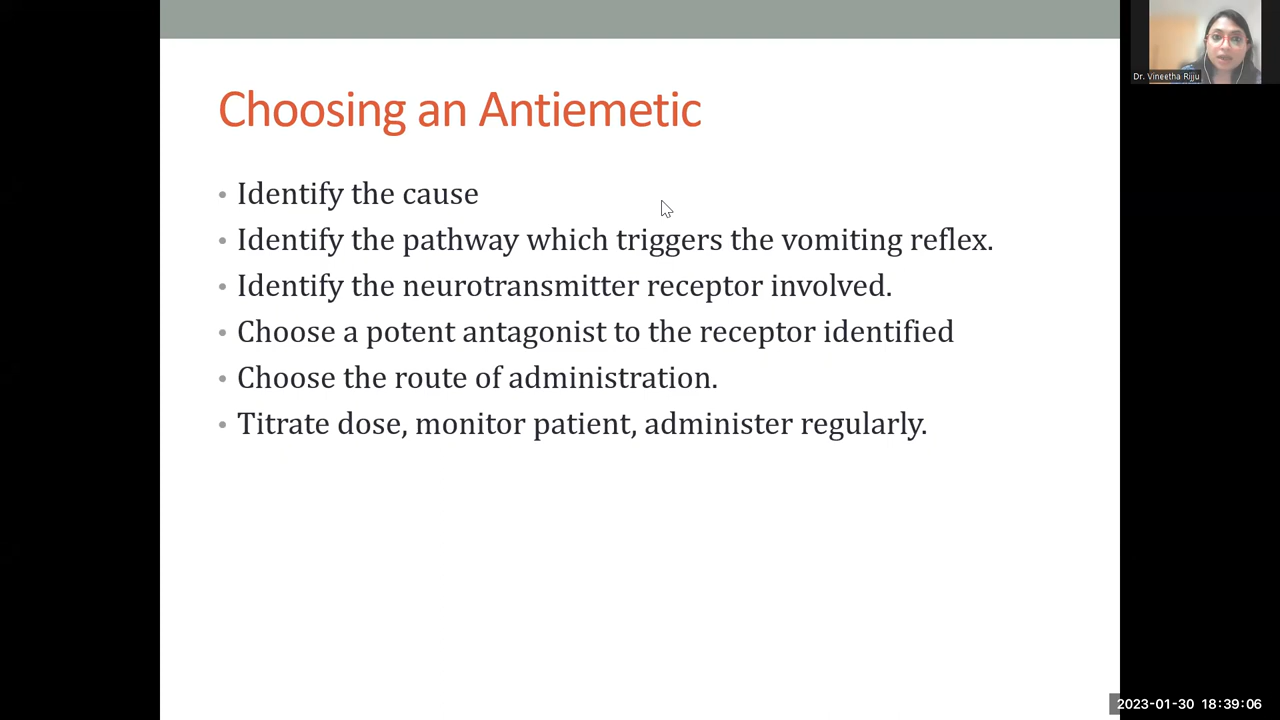 Dr. Vineetha Rijju
Choosing an Antiemetic
• Identify the cause
• Identify the pathway which triggers the vomiting reflex.
• Identify the neurotransmitter receptor involved.
• Choose a potent antagonist to the receptor identified
• Choose the route of administration.
• Titrate dose, monitor patient, administer regularly.
2023-01-30 18:39:06